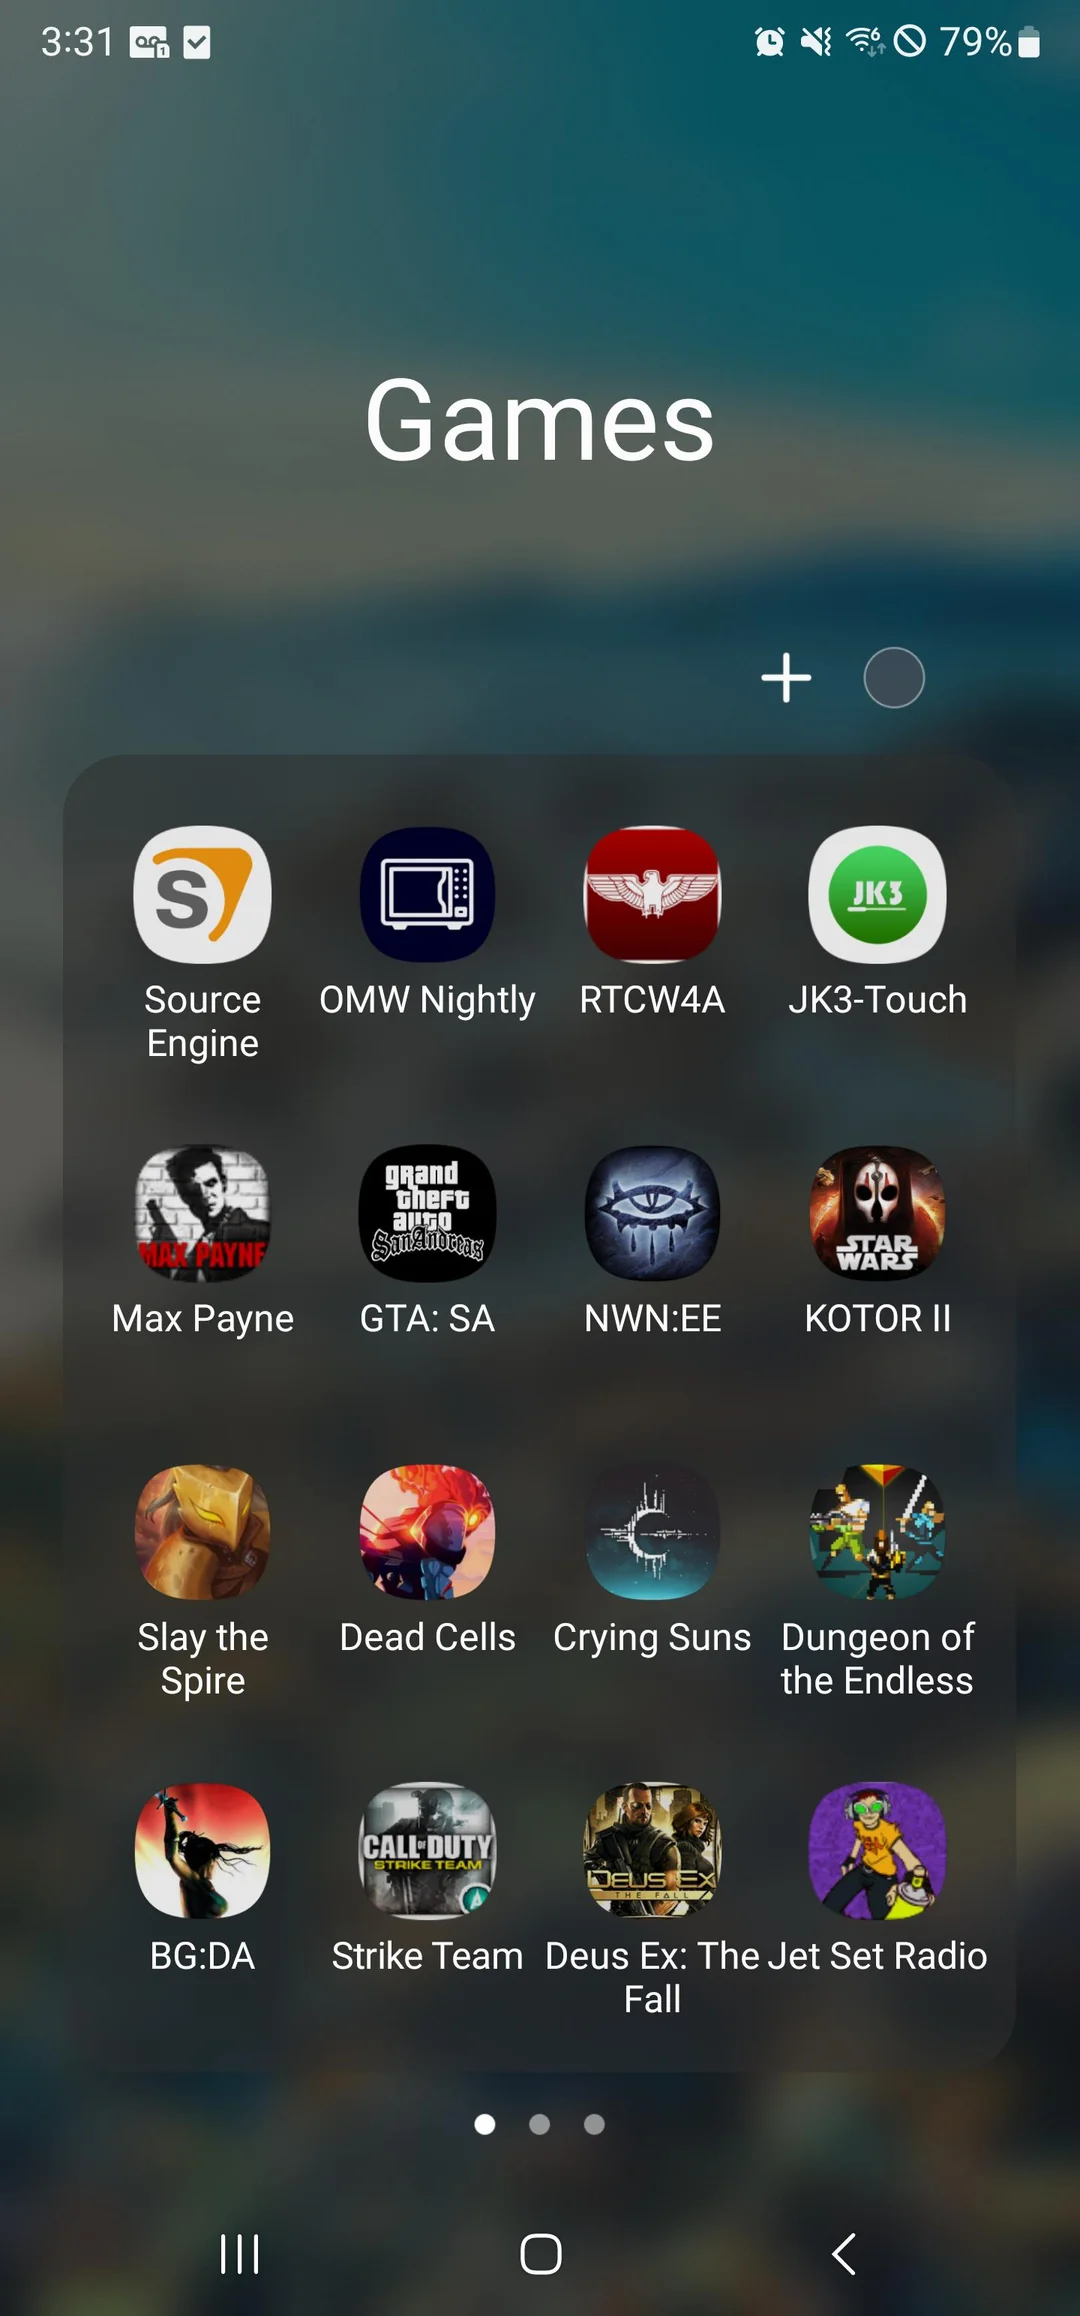 3:31
1
6
79%
Games
S
JK3
Source
Engine
OMW Nightly
RTCW4A
JK3-Touch
MAX PAYNE
grand
theft
auto
San Andreas
STAR
WARS
Max Payne
GTA: SA
NWN:EE
KOTOR II
Slay the
Spire
Dead Cells
Crying Suns
Dungeon of
the Endless
CALL OF DUTY
STRIKE TEAM
DEUS EX
THE FALL
BG:DA
Strike Team
Deus Ex: The
Fall
Jet Set Radio